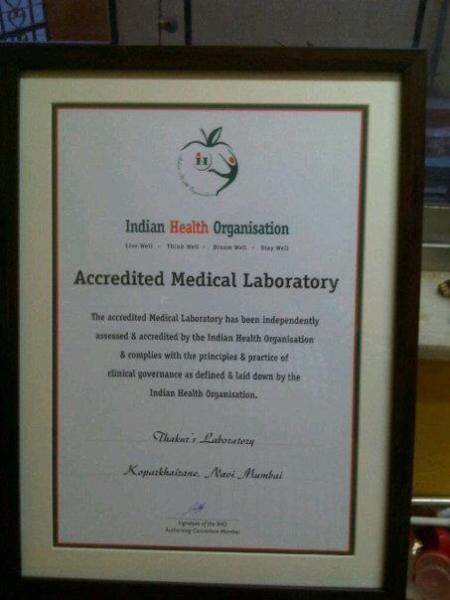 IH
Indian Health Organisation
Live Well - Think Well - Dream Well - Stay Well
Accredited Medical Laboratory
The accredited Medical Laboratory has been independently
assessed & accredited by the Indian Health Organisation
& complies with the principles & practice of
clinical governance as defined & laid down by the
Indian Health Organisation.
Thakur's Laboratory
Koparkhairane, Navi Mumbai
Signature of the IHO
Authorising Committee Member